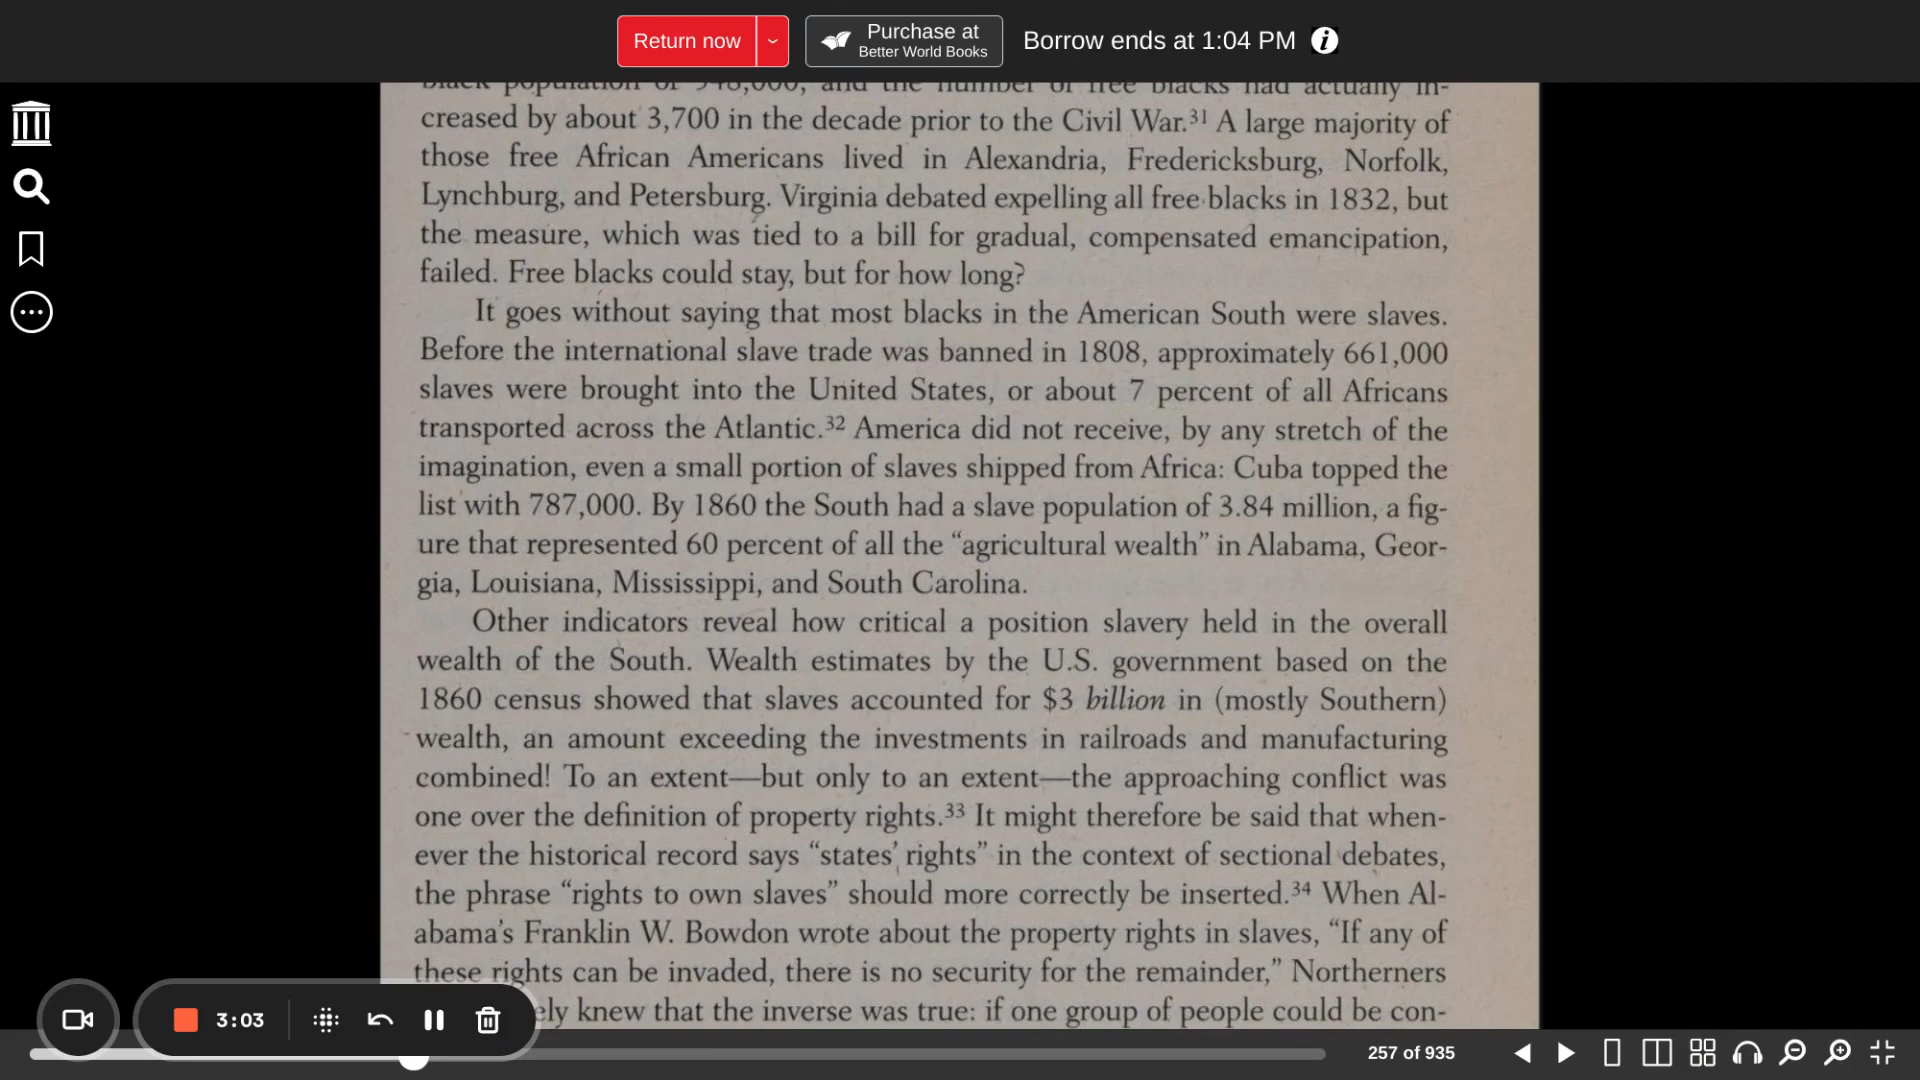 Return now
Purchase at
Better World Books
Borrow ends at 1:04 PM
black population of 548,000, and the number of free blacks had actually in-
creased by about 3,700 in the decade prior to the Civil War.31 A large majority of
those free African Americans lived in Alexandria, Fredericksburg, Norfolk,
Lynchburg, and Petersburg. Virginia debated expelling all free blacks in 1832, but
the measure, which was tied to a bill for gradual, compensated emancipation,
failed. Free blacks could stay, but for how long?
It goes without saying that most blacks in the American South were slaves.
Before the international slave trade was banned in 1808, approximately 661,000
slaves were brought into the United States, or about 7 percent of all Africans
transported across the Atlantic.32 America did not receive, by any stretch of the
imagination, even a small portion of slaves shipped from Africa: Cuba topped the
list with 787,000. By 1860 the South had a slave population of 3.84 million, a fig-
ure that represented 60 percent of all the “agricultural wealth” in Alabama, Geor-
gia, Louisiana, Mississippi, and South Carolina.
Other indicators reveal how critical a position slavery held in the overall
wealth of the South. Wealth estimates by the U.S. government based on the
1860 census showed that slaves accounted for $3 billion in (mostly Southern)
wealth, an amount exceeding the investments in railroads and manufacturing
combined! To an extent—but only to an extent—the approaching conflict was
one over the definition of property rights.33 It might therefore be said that when-
ever the historical record says “states’ rights” in the context of sectional debates,
the phrase “rights to own slaves” should more correctly be inserted.34 When Al-
abama’s Franklin W. Bowdon wrote about the property rights in slaves, “If any of
these rights can be invaded, there is no security for the remainder,” Northerners
ely knew that the inverse was true: if one group of people could be con-
3:03
257 of 935